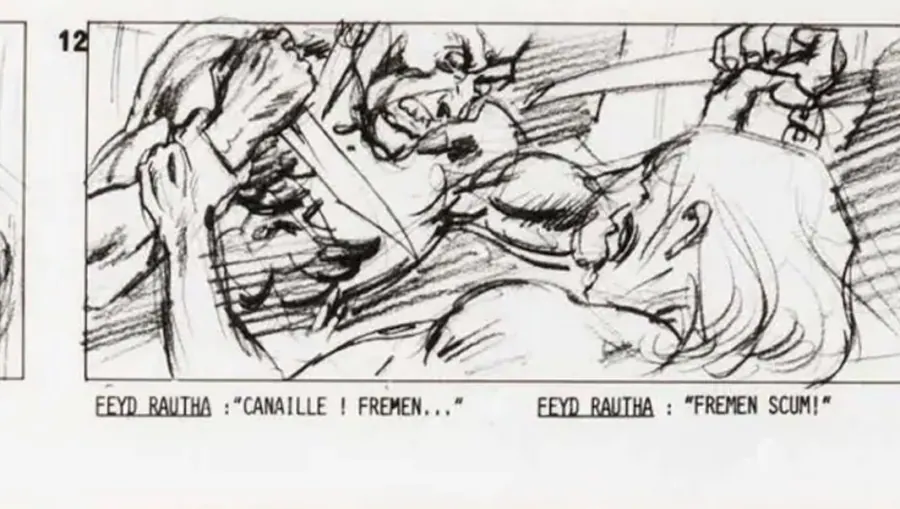 12
FEYD RAUTHA :"CANAILLE ! FREMEN..." FEYD RAUTHA : "FREMEN SCUM!"